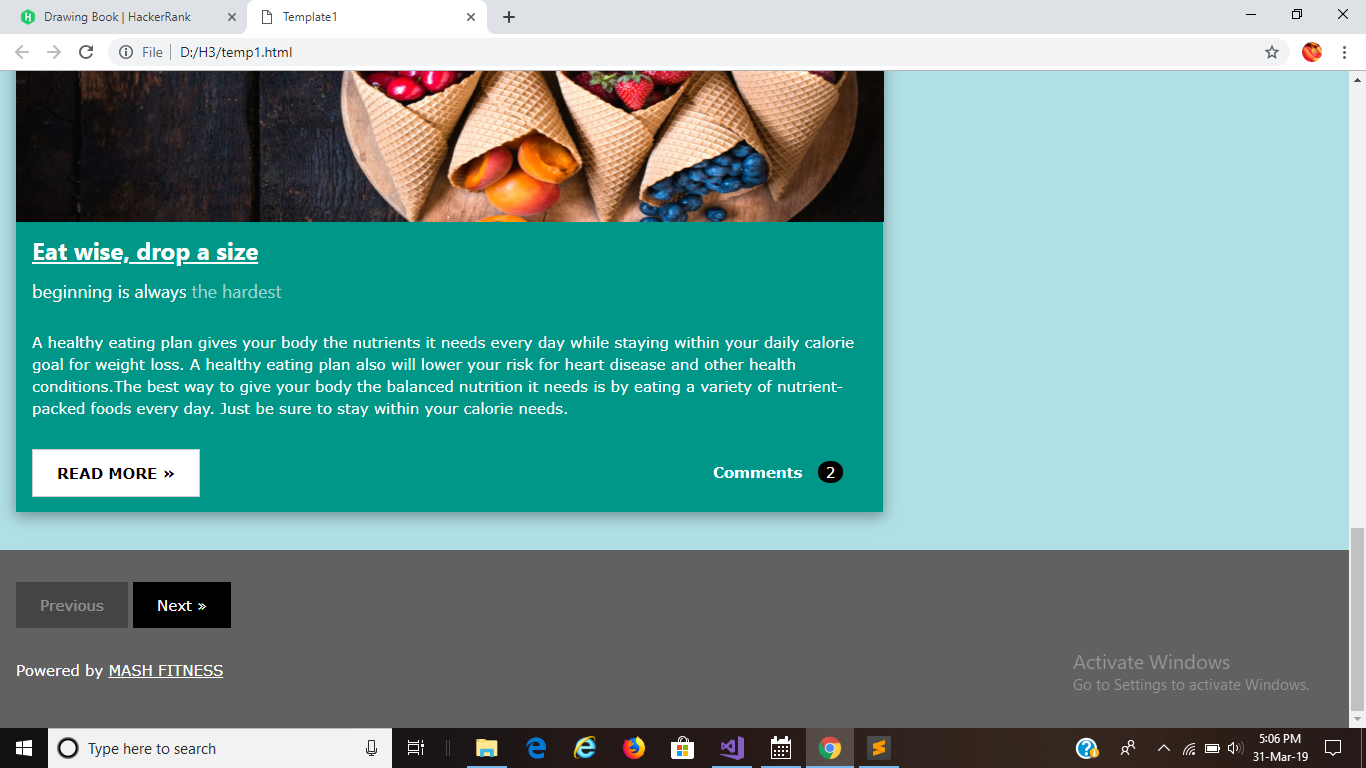 Drawing Book | HackerRank
Template1
File
D:/H3/temp1.html
Eat wise, drop a size
beginning is always the hardest
A healthy eating plan gives your body the nutrients it needs every day while staying within your daily calorie
goal for weight loss. A healthy eating plan also will lower your risk for heart disease and other health
conditions.The best way to give your body the balanced nutrition it needs is by eating a variety of nutrient-
packed foods every day. Just be sure to stay within your calorie needs.
READ MORE »
Comments 2
Previous
Next »
Powered by MASH FITNESS
Activate Windows
Go to Settings to activate Windows.
Type here to search
5:06 PM
31-Mar-19